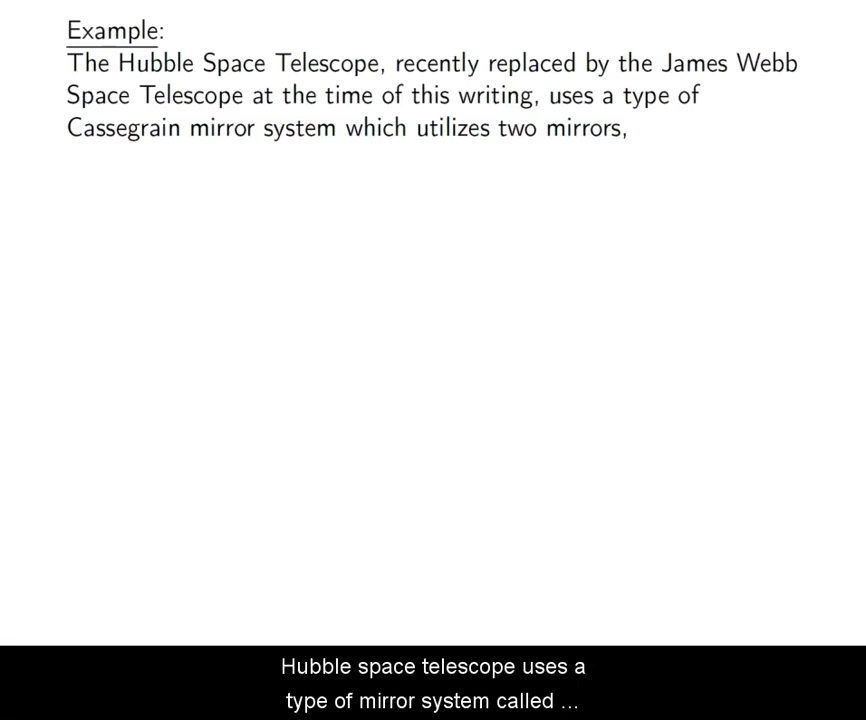 Example:
The Hubble Space Telescope, recently replaced by the James Webb
Space Telescope at the time of this writing, uses a type of
Cassegrain mirror system which utilizes two mirrors,
Hubble space telescope uses a
type of mirror system called ...